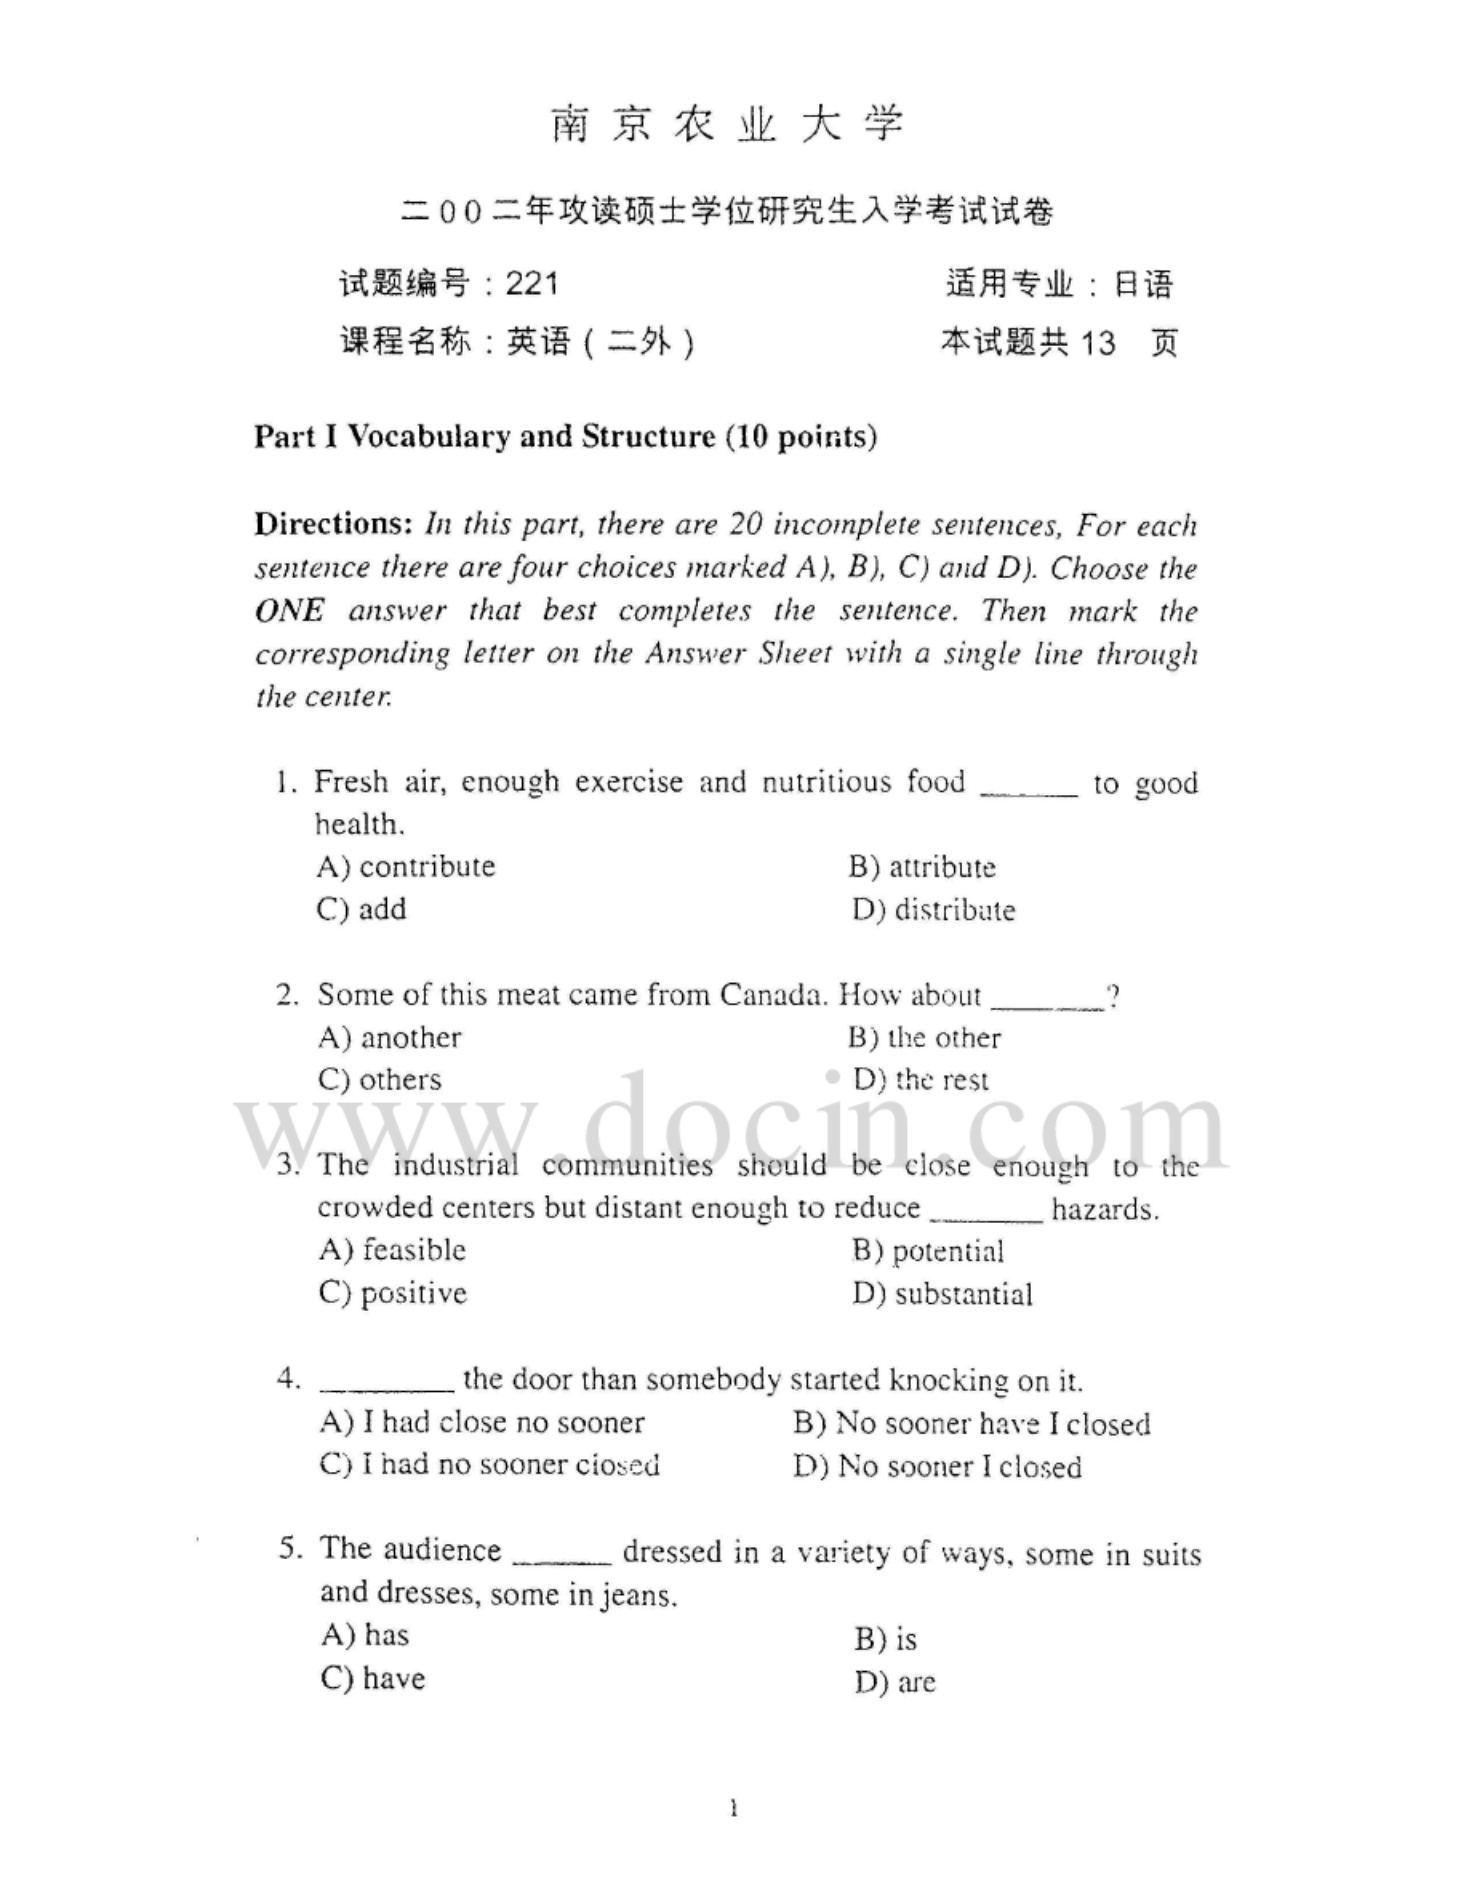 南京农业大学
二00二年攻读硕士学位研究生入学考试试卷
试题编号：221 适用专业：日语
课程名称：英语（二外） 本试题共 13 页
Part I Vocabulary and Structure (10 points)
Directions: In this part, there are 20 incomplete sentences, For each
sentence there are four choices marked A), B), C) and D). Choose the
ONE answer that best completes the sentence. Then mark the
corresponding letter on the Answer Sheet with a single line through
the center.
1. Fresh air, enough exercise and nutritious food ______ to good
health.
A) contribute B) attribute
C) add D) distribute
2. Some of this meat came from Canada. How about _______?
A) another B) the other
C) others D) the rest
www.docin.com
3. The industrial communities should be close enough to the
crowded centers but distant enough to reduce _______ hazards.
A) feasible B) potential
C) positive D) substantial
4. ________ the door than somebody started knocking on it.
A) I had close no sooner B) No sooner have I closed
C) I had no sooner closed D) No sooner I closed
5. The audience ______ dressed in a variety of ways, some in suits
and dresses, some in jeans.
A) has B) is
C) have D) are
1